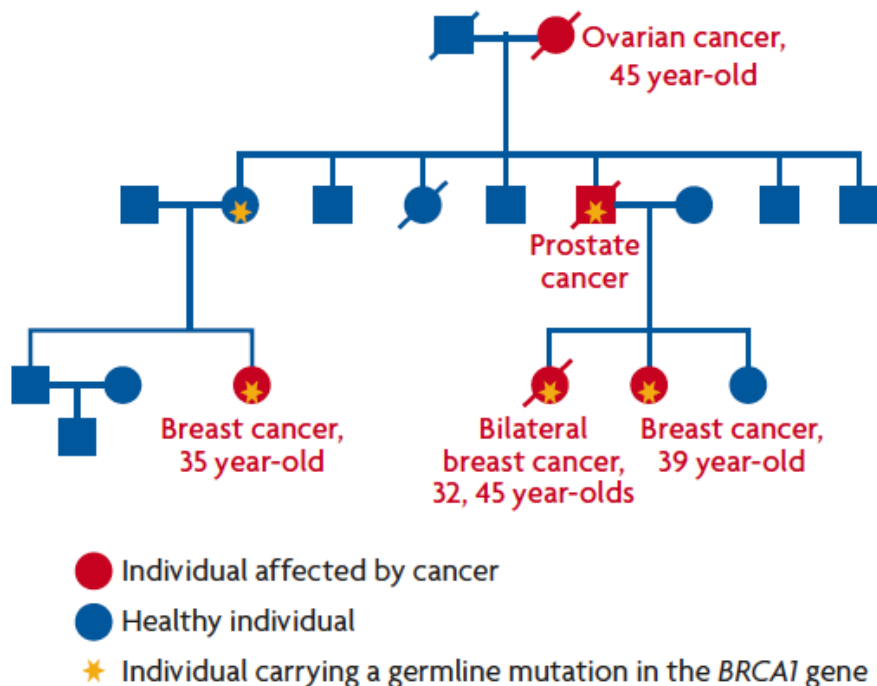 Ovarian cancer,
45 year-old
Prostate
cancer
Breast cancer,
35 year-old
Bilateral
breast cancer,
32, 45 year-olds
Breast cancer,
39 year-old
Individual affected by cancer
Healthy individual
Individual carrying a germline mutation in the BRCA1 gene